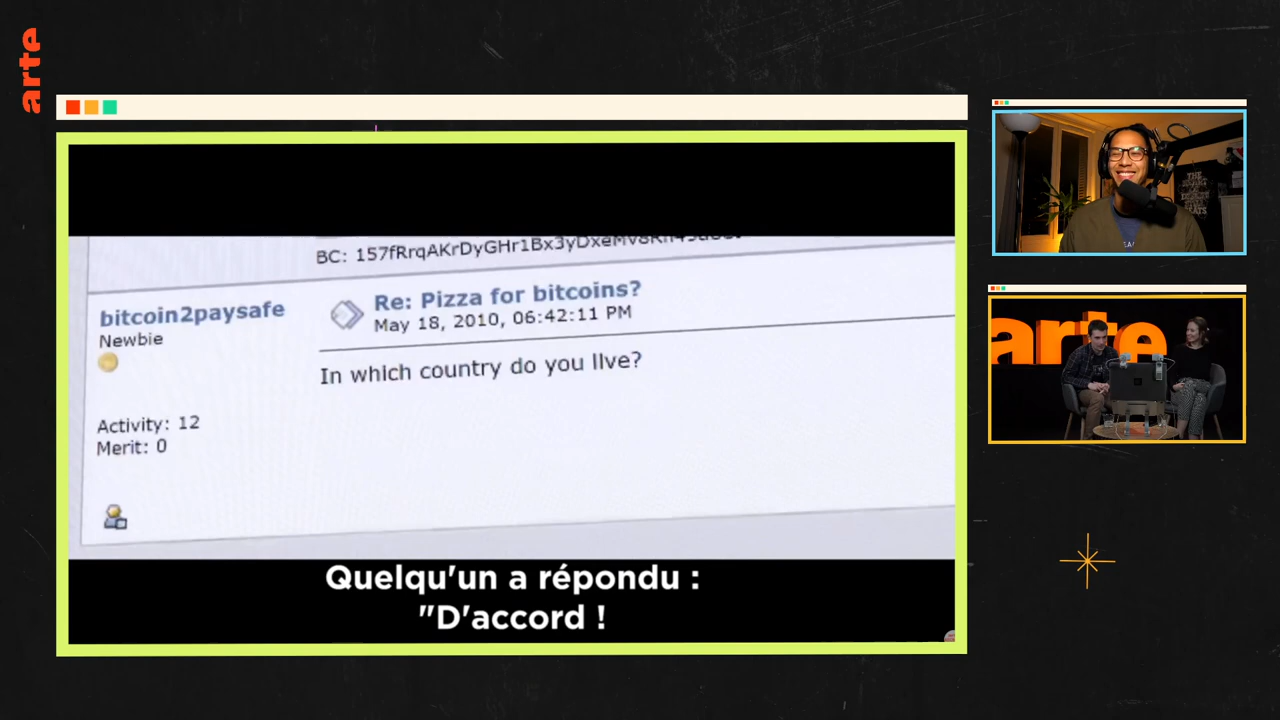 arte
BC:
bitcoin2paysafe
Newbie
Re: Pizza for bitcoins?
May 18, 2010, 06:42:11 PM
In which country do you live?
Activity: 12
Merit: 0
Quelqu'un a répondu :
"D'accord !
arte